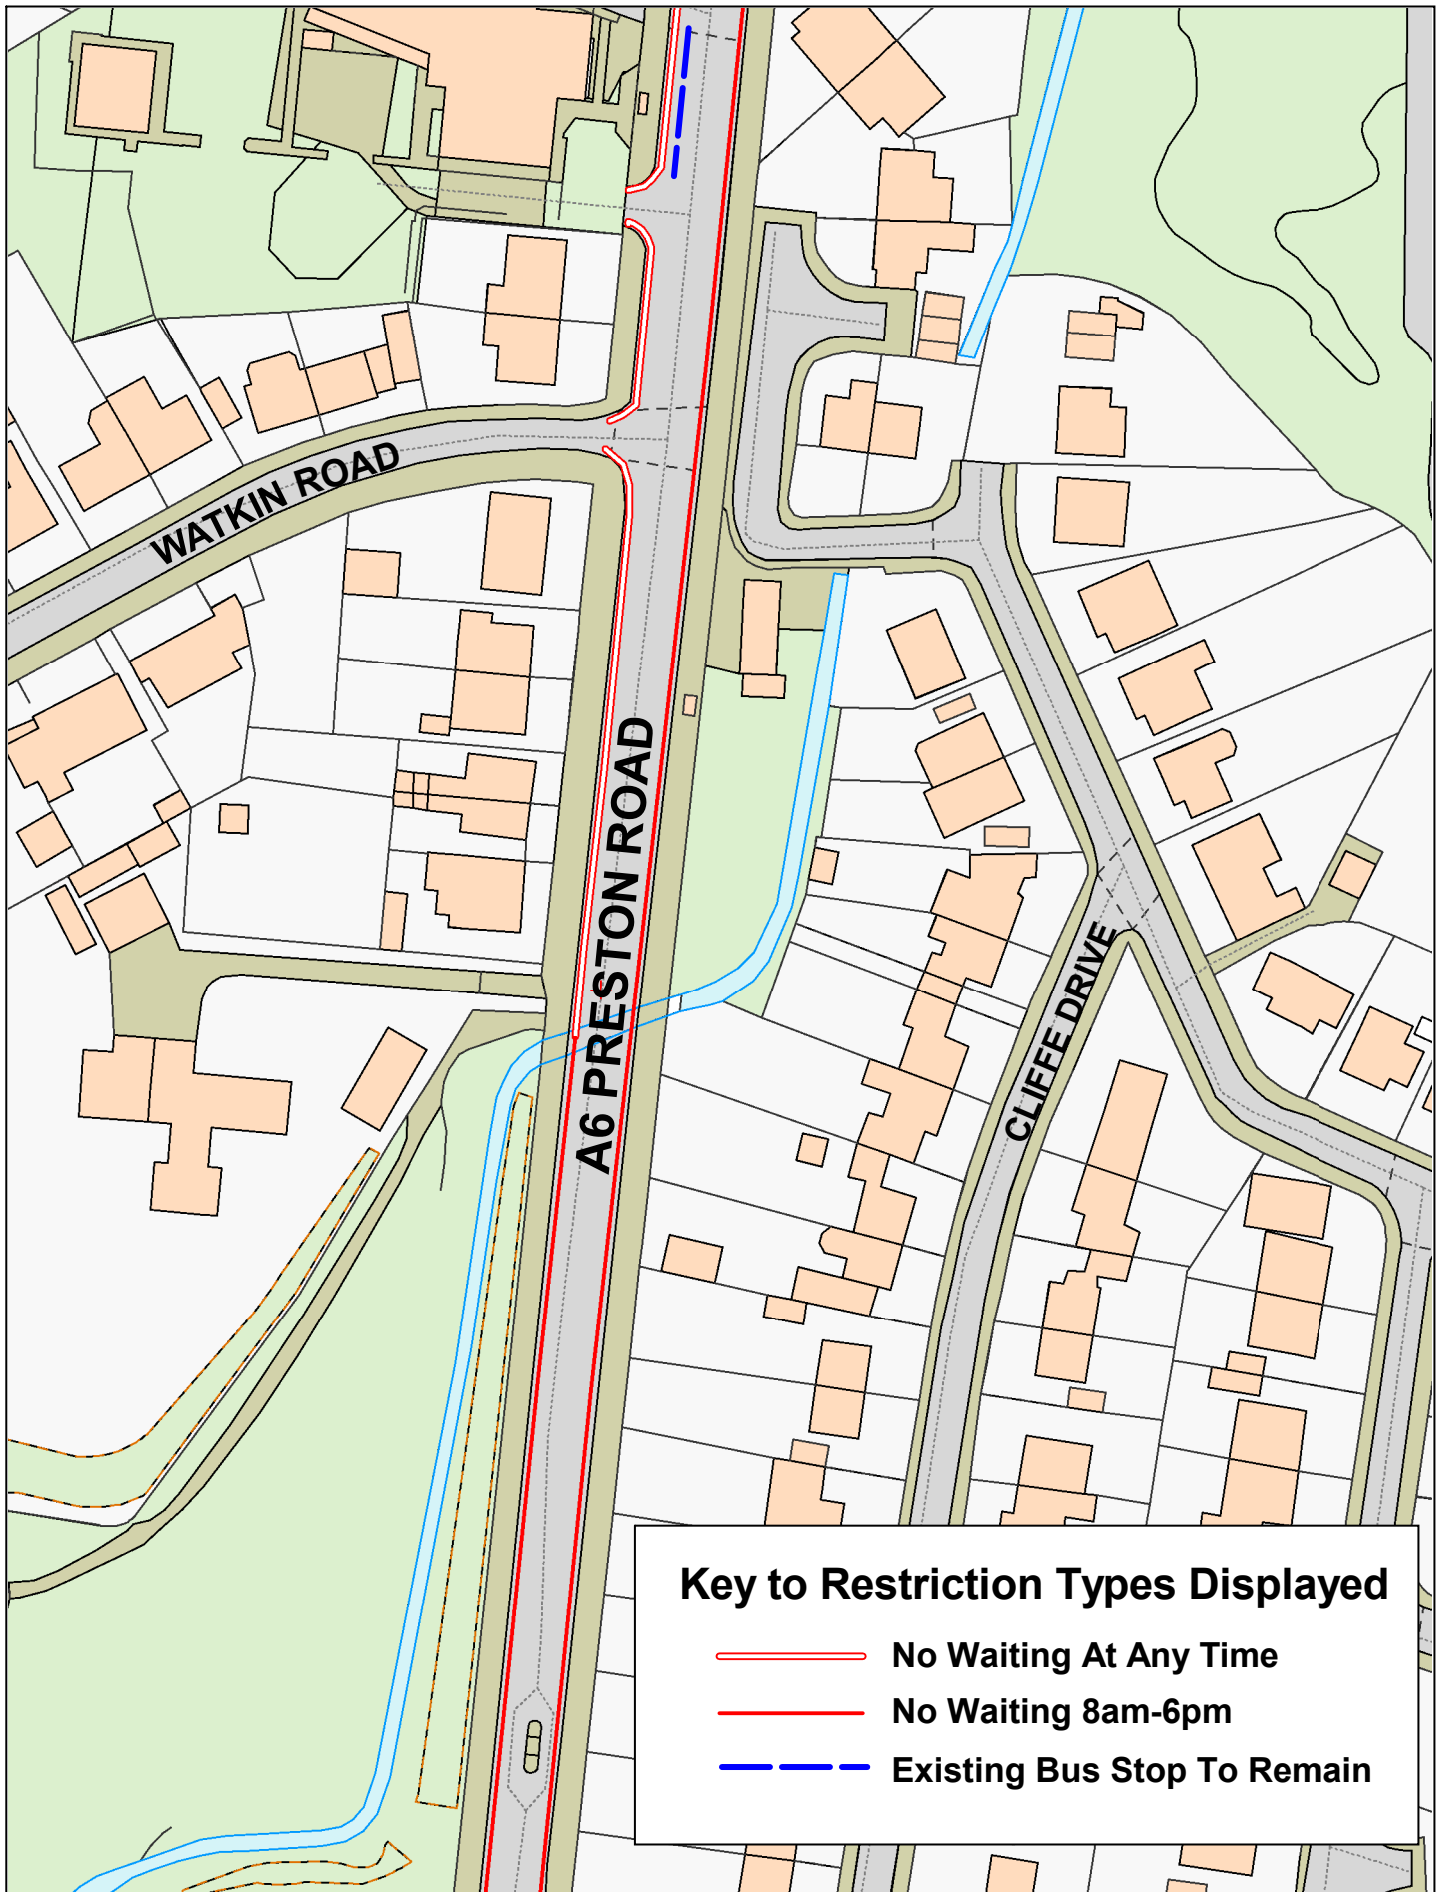 WATKIN ROAD
A6 PRESTON ROAD
CLIFFE DRIVE
Key to Restriction Types Displayed
No Waiting At Any Time
No Waiting 8am-6pm
Existing Bus Stop To Remain